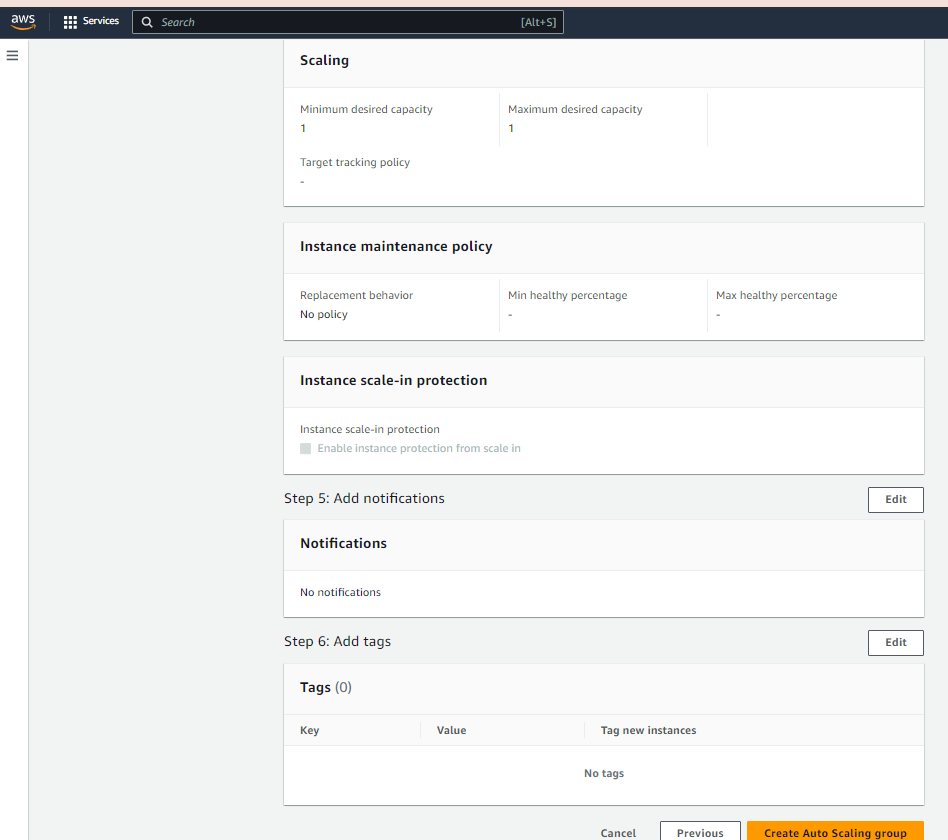 aws Services Search [Alt+S]
Scaling
Minimum desired capacity Maximum desired capacity
1 1
Target tracking policy
-
Instance maintenance policy
Replacement behavior Min healthy percentage Max healthy percentage
No policy - -
Instance scale-in protection
Instance scale-in protection
Enable instance protection from scale in
Step 5: Add notifications Edit
Notifications
No notifications
Step 6: Add tags Edit
Tags (0)
Key Value Tag new instances
No tags
Cancel Previous Create Auto Scaling group